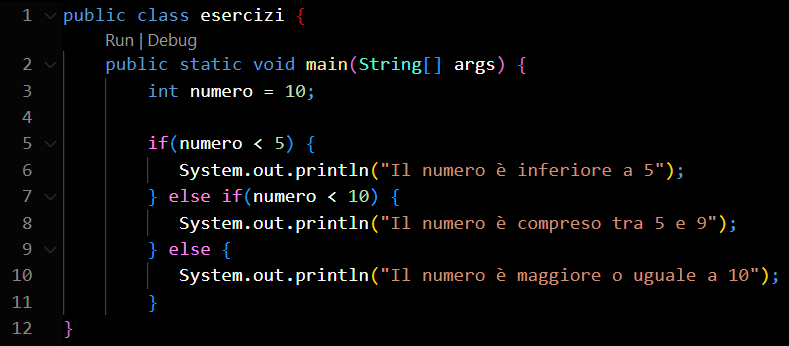 1 public class esercizi {
Run | Debug
2 public static void main(String[] args) {
3 int numero = 10;
4
5 if(numero < 5) {
6 System.out.println("Il numero è inferiore a 5");
7 } else if(numero < 10) {
8 System.out.println("Il numero è compreso tra 5 e 9");
9 } else {
10 System.out.println("Il numero è maggiore o uguale a 10");
11 }
12 }